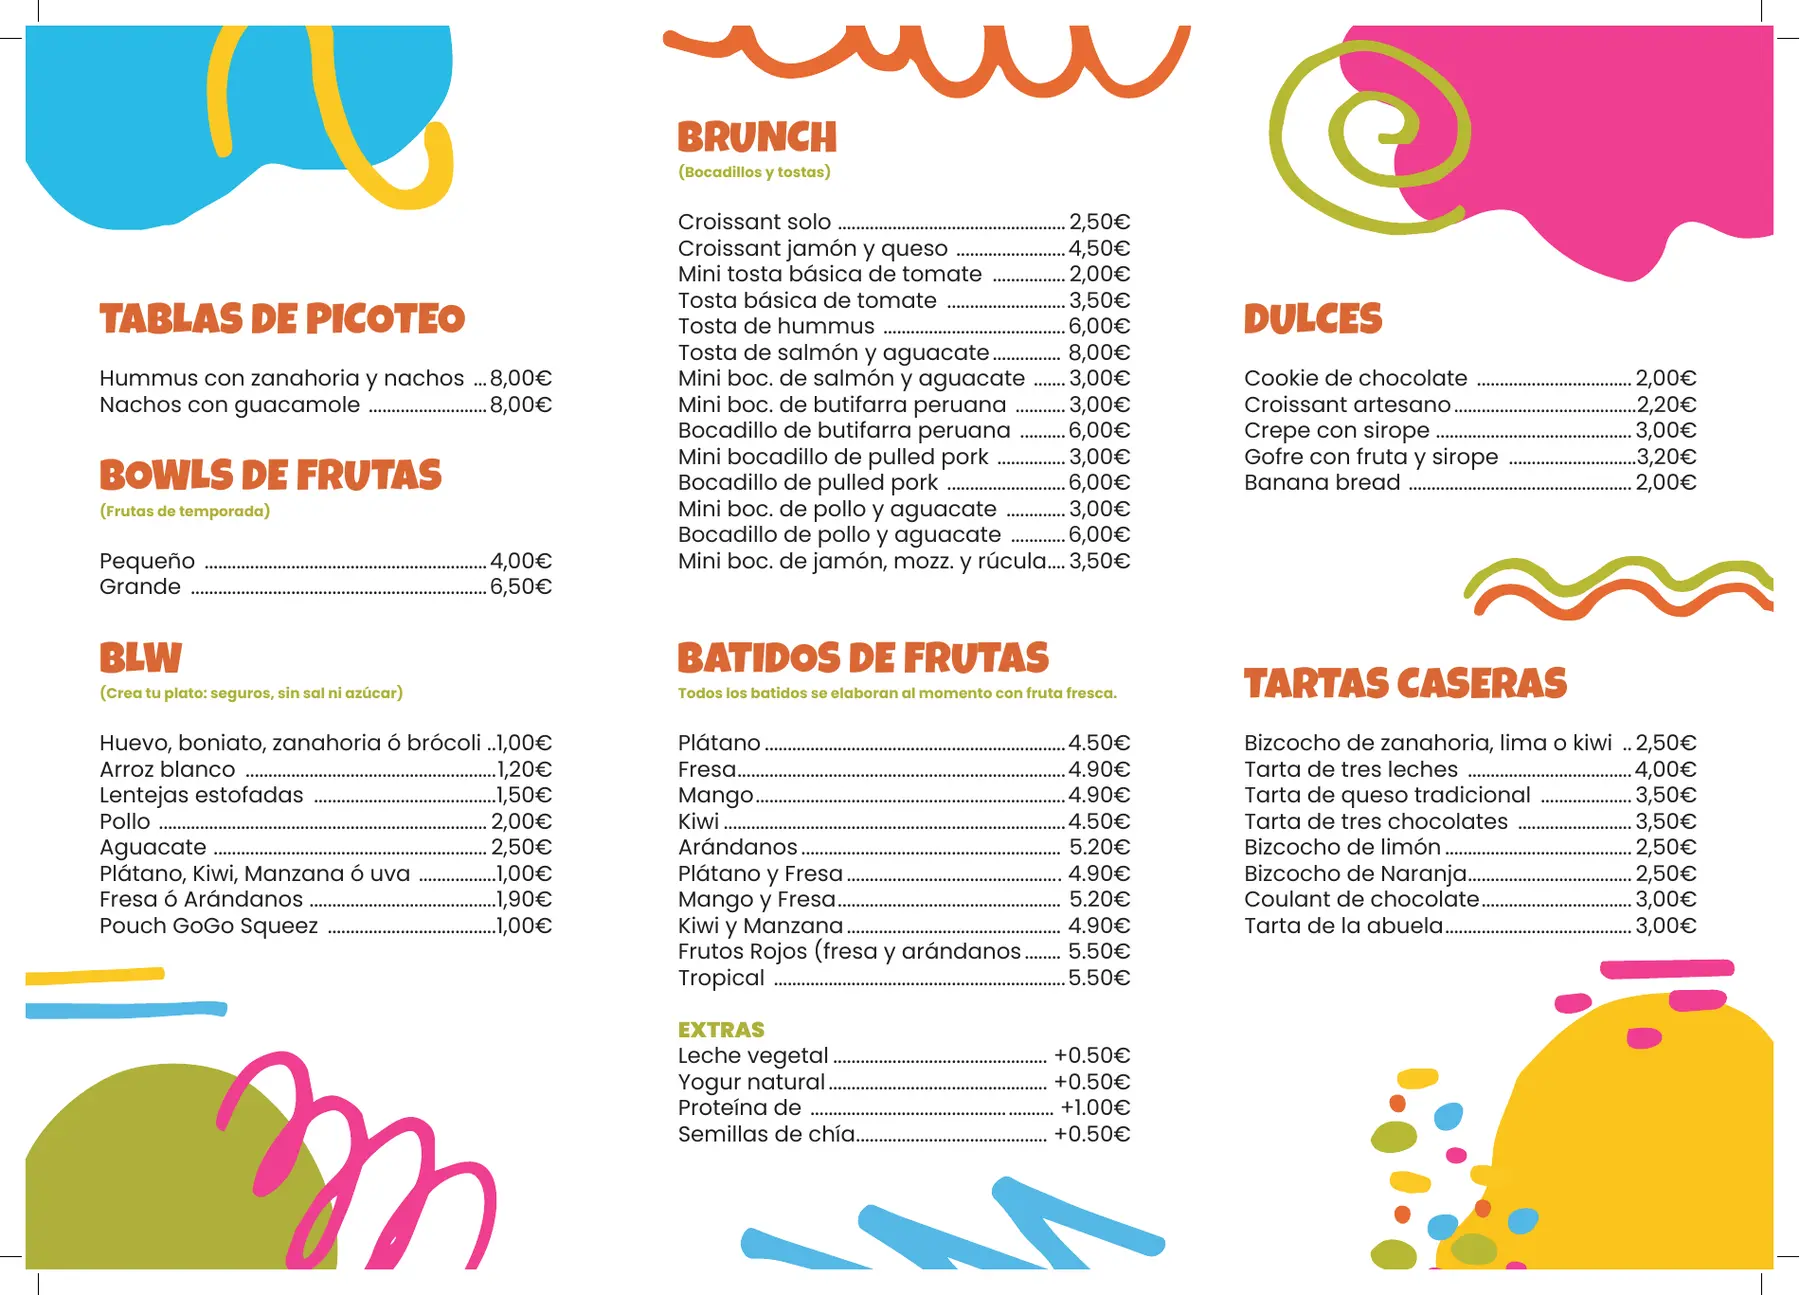 TABLAS DE PICOTEO
Hummus con zanahoria y nachos ...8,00€
Nachos con guacamole ..........................8,00€
BOWLS DE FRUTAS
(Frutas de temporada)
Pequeño ..............................................................4,00€
Grande .................................................................6,50€
BLW
(Crea tu plato: seguros, sin sal ni azúcar)
Huevo, boniato, zanahoria ó brócoli ..1,00€
Arroz blanco .......................................................1,20€
Lentejas estofadas ........................................1,50€
Pollo ........................................................................ 2,00€
Aguacate ............................................................ 2,50€
Plátano, Kiwi, Manzana ó uva .................1,00€
Fresa ó Arándanos .........................................1,90€
Pouch GoGo Squeez .....................................1,00€
BRUNCH
(Bocadillos y tostas)
Croissant solo .................................................. 2,50€
Croissant jamón y queso ........................4,50€
Mini tosta básica de tomate ............... 2,00€
Tosta básica de tomate ..........................3,50€
Tosta de hummus ........................................6,00€
Tosta de salmón y aguacate............... 8,00€
Mini boc. de salmón y aguacate .......3,00€
Mini boc. de butifarra peruana ...........3,00€
Bocadillo de butifarra peruana ..........6,00€
Mini bocadillo de pulled pork ...............3,00€
Bocadillo de pulled pork ..........................6,00€
Mini boc. de pollo y aguacate .............3,00€
Bocadillo de pollo y aguacate ............6,00€
Mini boc. de jamón, mozz. y rúcula.... 3,50€
BATIDOS DE FRUTAS
Todos los batidos se elaboran al momento con fruta fresca.
Plátano ..................................................................4.50€
Fresa........................................................................4.90€
Mango....................................................................4.90€
Kiwi ...........................................................................4.50€
Arándanos ......................................................... 5.20€
Plátano y Fresa ............................................... 4.90€
Mango y Fresa................................................. 5.20€
Kiwi y Manzana ............................................... 4.90€
Frutos Rojos (fresa y arándanos ........ 5.50€
Tropical ................................................................5.50€
EXTRAS
Leche vegetal ............................................... +0.50€
Yogur natural ................................................ +0.50€
Proteína de ..................................................... +1.00€
Semillas de chía.......................................... +0.50€
DULCES
Cookie de chocolate .................................. 2,00€
Croissant artesano........................................2,20€
Crepe con sirope ........................................... 3,00€
Gofre con fruta y sirope ............................3,20€
Banana bread ................................................. 2,00€
TARTAS CASERAS
Bizcocho de zanahoria, lima o kiwi .. 2,50€
Tarta de tres leches .................................... 4,00€
Tarta de queso tradicional .................... 3,50€
Tarta de tres chocolates ......................... 3,50€
Bizcocho de limón ......................................... 2,50€
Bizcocho de Naranja.................................... 2,50€
Coulant de chocolate................................. 3,00€
Tarta de la abuela......................................... 3,00€